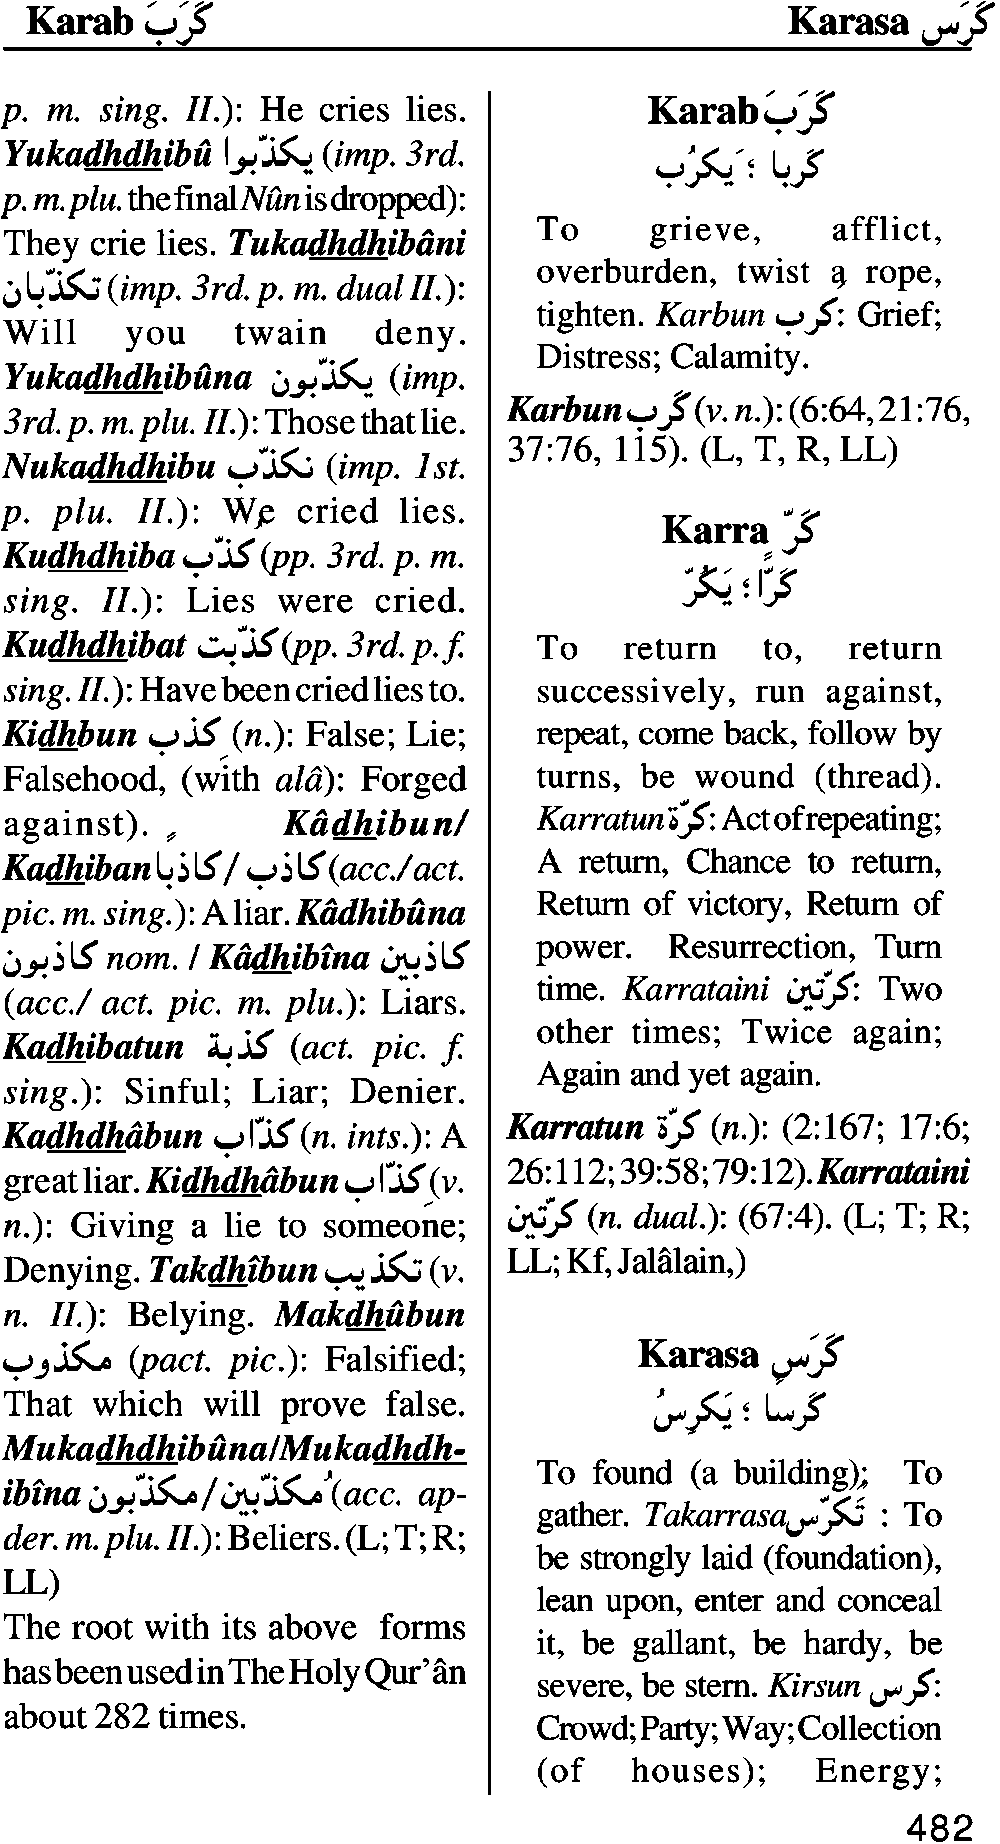 Karab كَرَبَ
Karasa كَرَس
p. m. sing. II.): He cries lies.
Yukadhdhibû يكذّبوا (imp. 3rd.
p. m. plu. the final Nûn is dropped):
They crie lies. Tukadhdhibâni
تكذّبان (imp. 3rd. p. m. dual II.):
Will you twain deny.
Yukadhdhibûna يكذّبون (imp.
3rd. p. m. plu. II.): Those that lie.
Nukadhdhibu نكذّب (imp. 1st.
p. plu. II.): We cried lies.
Kudhdhiba كذّب (pp. 3rd. p. m.
sing. II.): Lies were cried.
Kudhdhibat كذّبت (pp. 3rd. p. f.
sing. II.): Have been cried lies to.
Kidhbun كذب (n.): False; Lie;
Falsehood, (with alâ): Forged
against). Kâdhibun/
Kadhiban كاذب / كاذبا (acc./ act.
pic. m. sing.): A liar. Kâdhibûna
كاذبون nom. / Kâdhibîna كاذبين
(acc./ act. pic. m. plu.): Liars.
Kadhibatun كذبة (act. pic. f.
sing.): Sinful; Liar; Denier.
Kadhdhâbun كذّاب (n. ints.): A
great liar. Kidhdhâbun كذّاب (v.
n.): Giving a lie to someone;
Denying. Takdhîbun تكذيب (v.
n. II.): Belying. Makdhûbun
مكذوب (pact. pic.): Falsified;
That which will prove false.
Mukadhdhibûna/Mukadhdh-
ibîna مكذّبين / مكذّبون (acc. ap-
der. m. plu. II.): Beliers. (L; T; R;
LL)
The root with its above forms
has been used in The Holy Qur'ân
about 282 times.
Karab كَرَبَ
كَربا ؛ يَكرُب
To grieve, afflict,
overburden, twist a rope,
tighten. Karbun كرب: Grief;
Distress; Calamity.
Karbun كَرب (v. n.): (6:64, 21:76,
37:76, 115). (L, T, R, LL)
Karra كَرّ
كَرًّا ؛ يَكُرّ
To return to, return
successively, run against,
repeat, come back, follow by
turns, be wound (thread).
Karratun كرّة: Act of repeating;
A return, Chance to return,
Return of victory, Return of
power. Resurrection, Turn
time. Karrataini كرّتين: Two
other times; Twice again;
Again and yet again.
Karratun كرّة (n.): (2:167; 17:6;
26:112; 39:58; 79:12). Karrataini
كرّتين (n. dual.): (67:4). (L; T; R;
LL; Kf, Jalâlain,)
Karasa كَرَس
كَرسًا ؛ يَكرِسُ
To found (a building); To
gather. Takarrasa تَكرّس : To
be strongly laid (foundation),
lean upon, enter and conceal
it, be gallant, be hardy, be
severe, be stern. Kirsun كرس:
Crowd; Party; Way; Collection
(of houses); Energy;
482